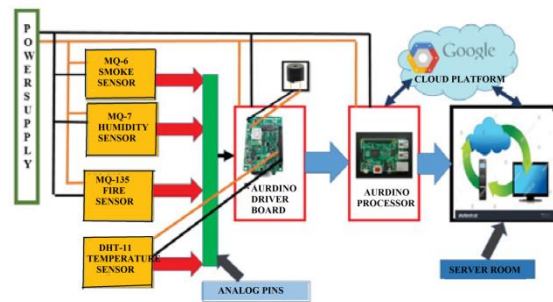 POWERSUPPLY
MQ-6
SMOKE
SENSOR
MQ-7
HUMIDITY
SENSOR
MQ-135
FIRE
SENSOR
DHT-11
TEMPERATURE
SENSOR
AURDINO
DRIVER
BOARD
AURDINO
PROCESSOR
Google
CLOUD PLATFORM
ANALOG PINS
SERVER ROOM